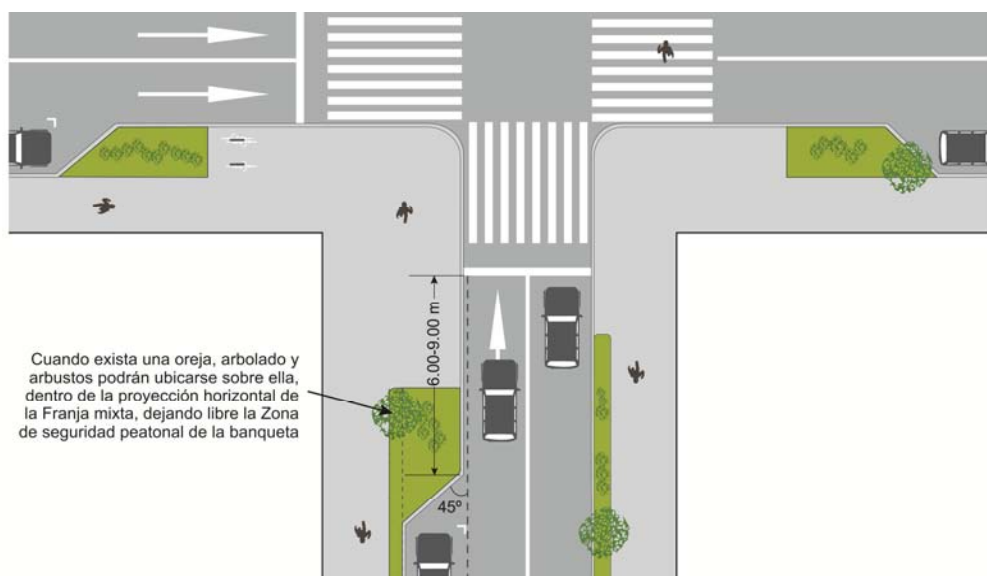 6.00-9.00 m
Cuando exista una oreja, arbolado y
arbustos podrán ubicarse sobre ella,
dentro de la proyección horizontal de
la Franja mixta, dejando libre la Zona
de seguridad peatonal de la banqueta
45º